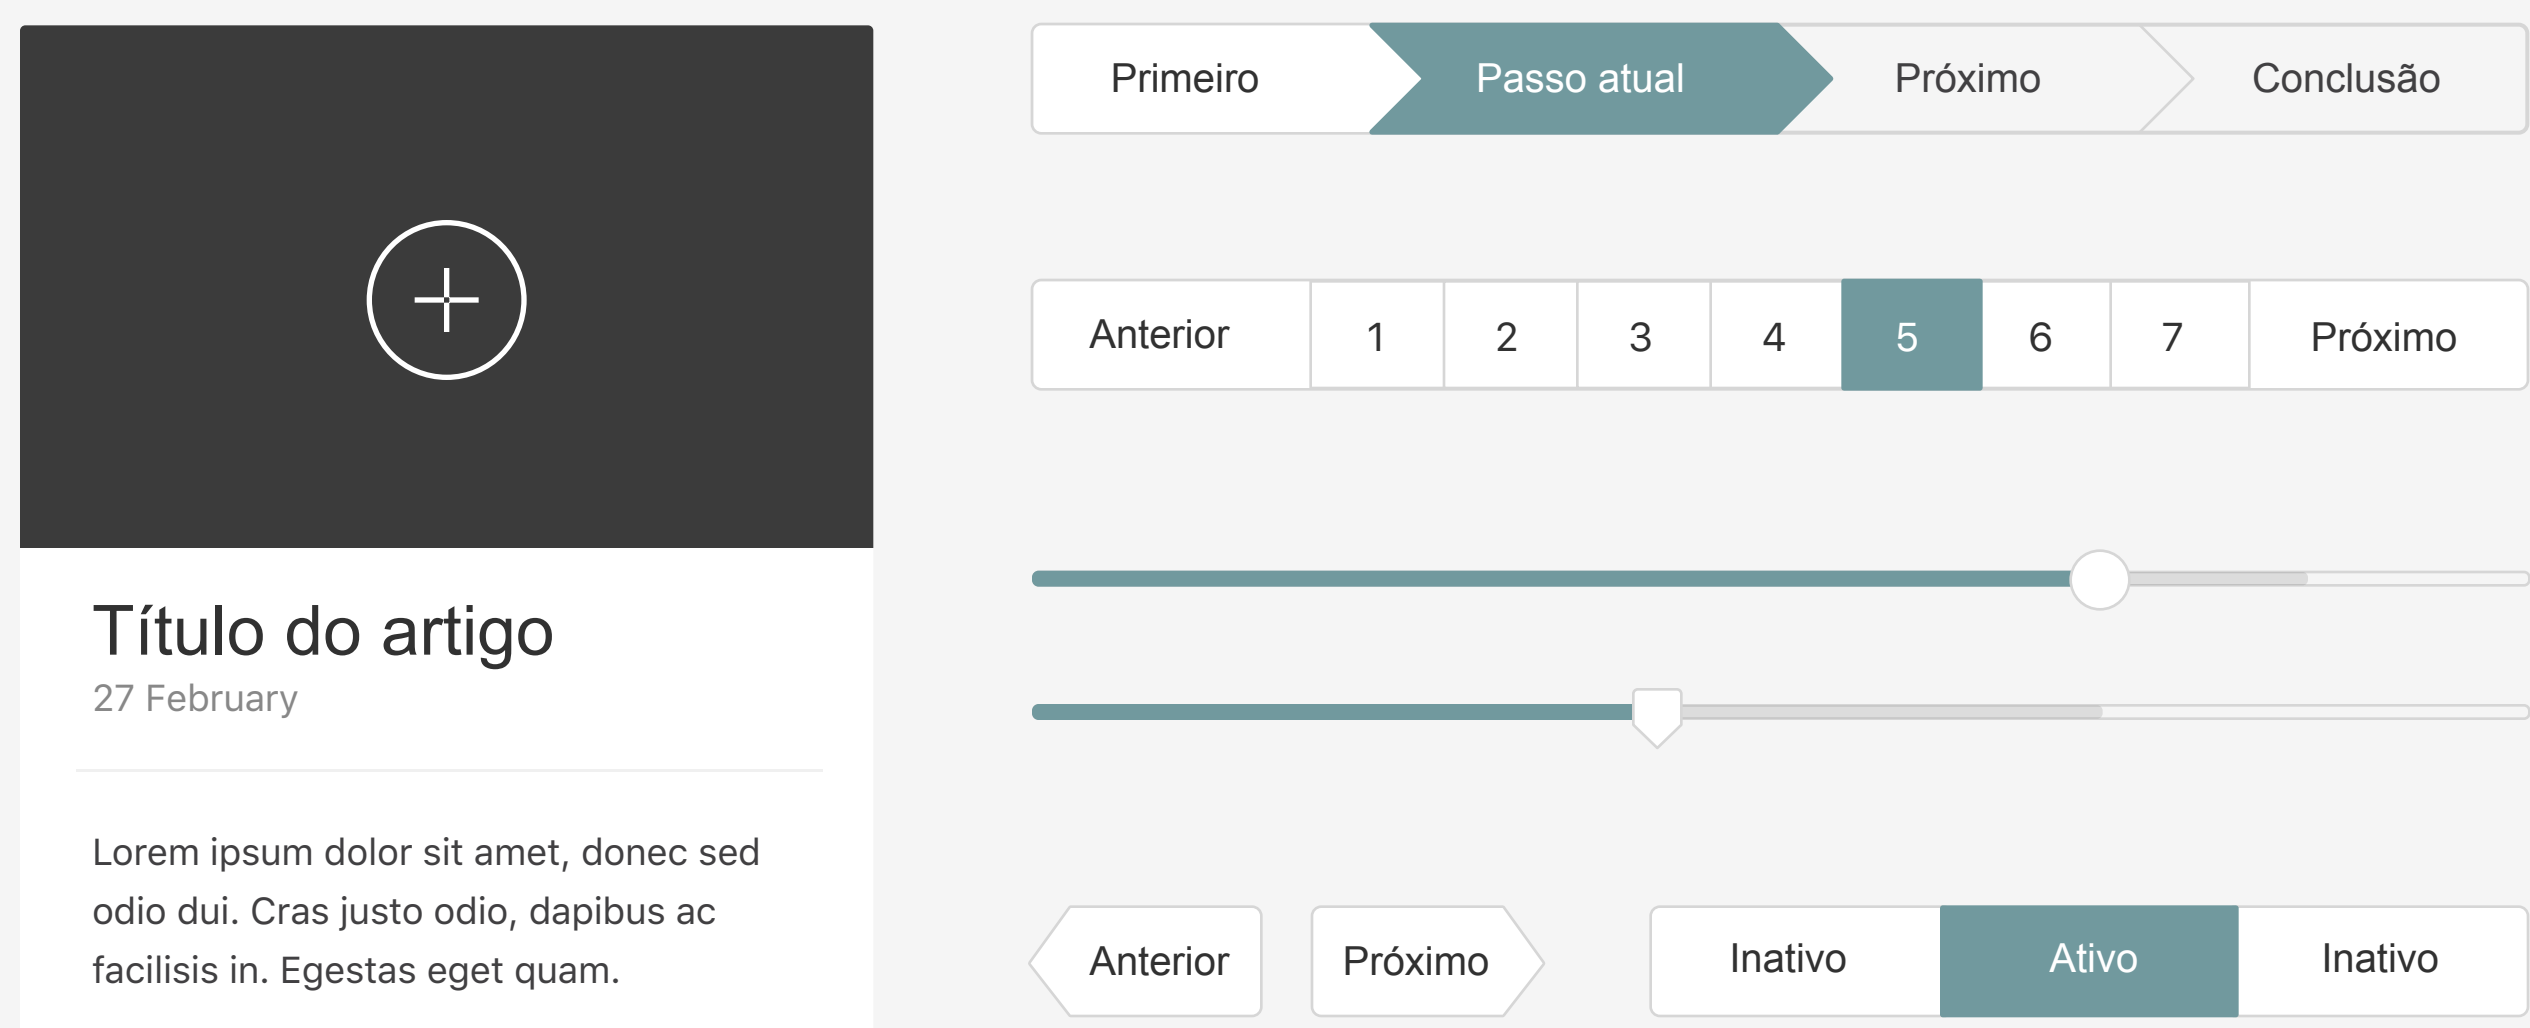 Título do artigo
27 February
Lorem ipsum dolor sit amet, donec sed
odio dui. Cras justo odio, dapibus ac
facilisis in. Egestas eget quam.
Primeiro Passo atual Próximo Conclusão
Anterior 1 2 3 4 5 6 7 Próximo
Anterior Próximo Inativo Ativo Inativo